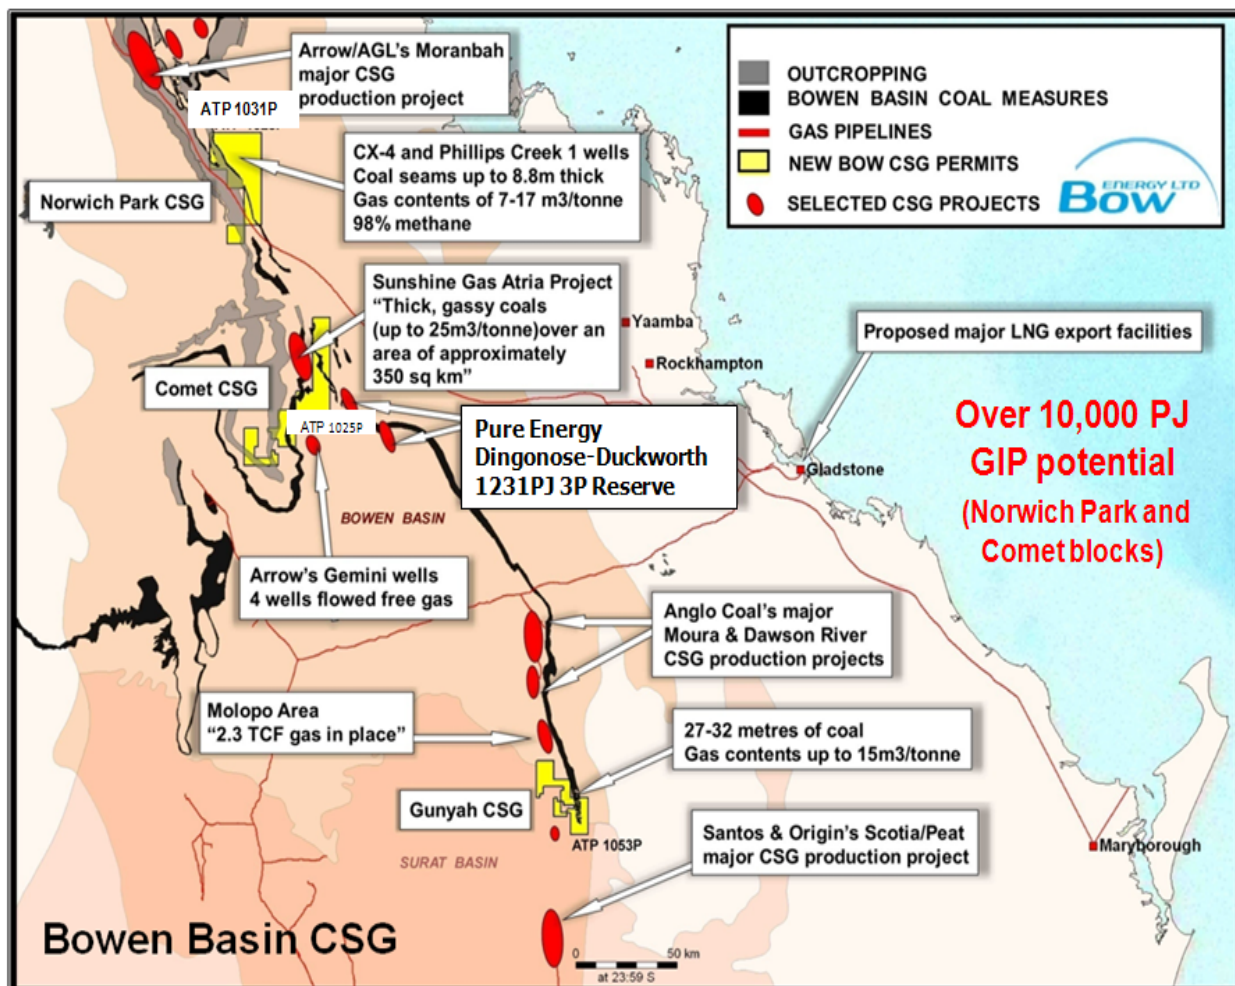 Arrow/AGL's Moranbah
major CSG
production project
ATP 1031P
CX-4 and Phillips Creek 1 wells
Coal seams up to 8.8m thick
Gas contents of 7-17 m3/tonne
98% methane
Norwich Park CSG
OUTCROPPING
BOWEN BASIN COAL MEASURES
GAS PIPELINES
NEW BOW CSG PERMITS
SELECTED CSG PROJECTS
ENERGY LTD
BOW
Sunshine Gas Atria Project
“Thick, gassy coals
(up to 25m3/tonne)over an
area of approximately
350 sq km”
Yaamba
Rockhampton
Proposed major LNG export facilities
Comet CSG
ATP 1025P
Pure Energy
Dingonose-Duckworth
1231PJ 3P Reserve
Gladstone
Over 10,000 PJ
GIP potential
(Norwich Park and
Comet blocks)
BOWEN BASIN
Arrow's Gemini wells
4 wells flowed free gas
Anglo Coal's major
Moura & Dawson River
CSG production projects
Molopo Area
“2.3 TCF gas in place”
27-32 metres of coal
Gas contents up to 15m3/tonne
Gunyah CSG
ATP 1053P
Santos & Origin's Scotia/Peat
major CSG production project
Maryborough
SURAT BASIN
Bowen Basin CSG
0 50 km
at 23:59 S